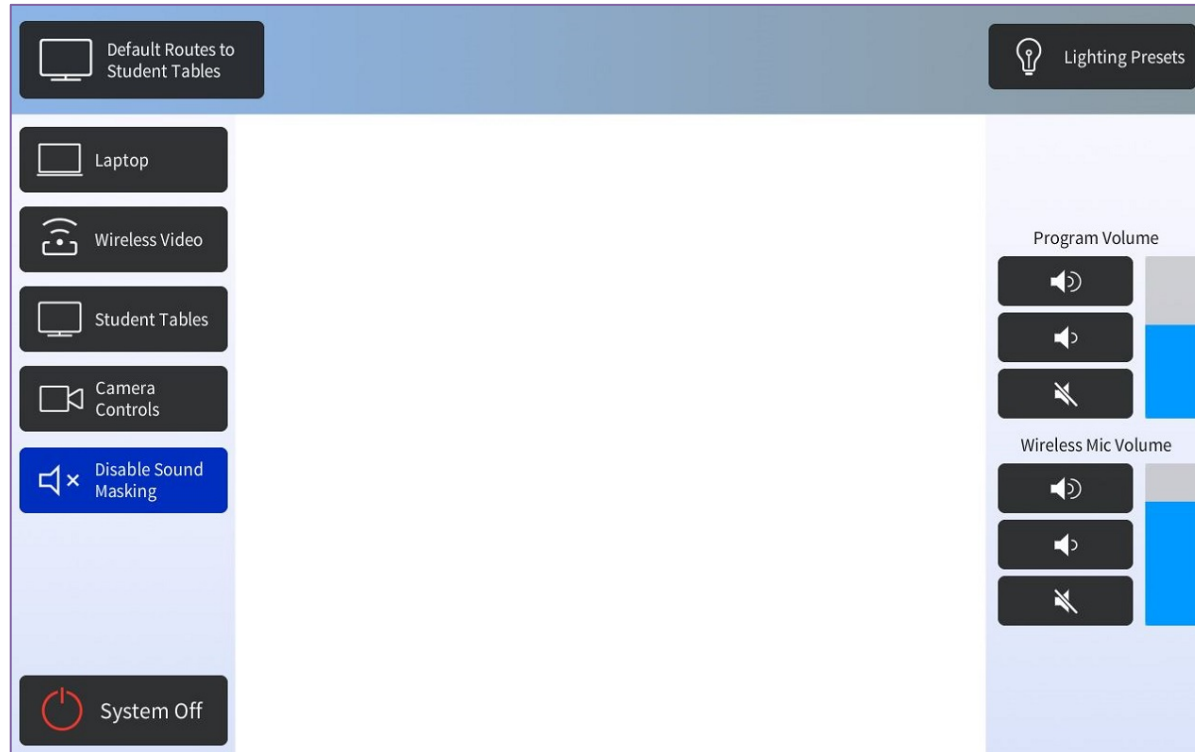 Default Routes to
Student Tables
Lighting Presets
Laptop
Wireless Video
Student Tables
Camera
Controls
Disable Sound
Masking
System Off
Program Volume
Wireless Mic Volume